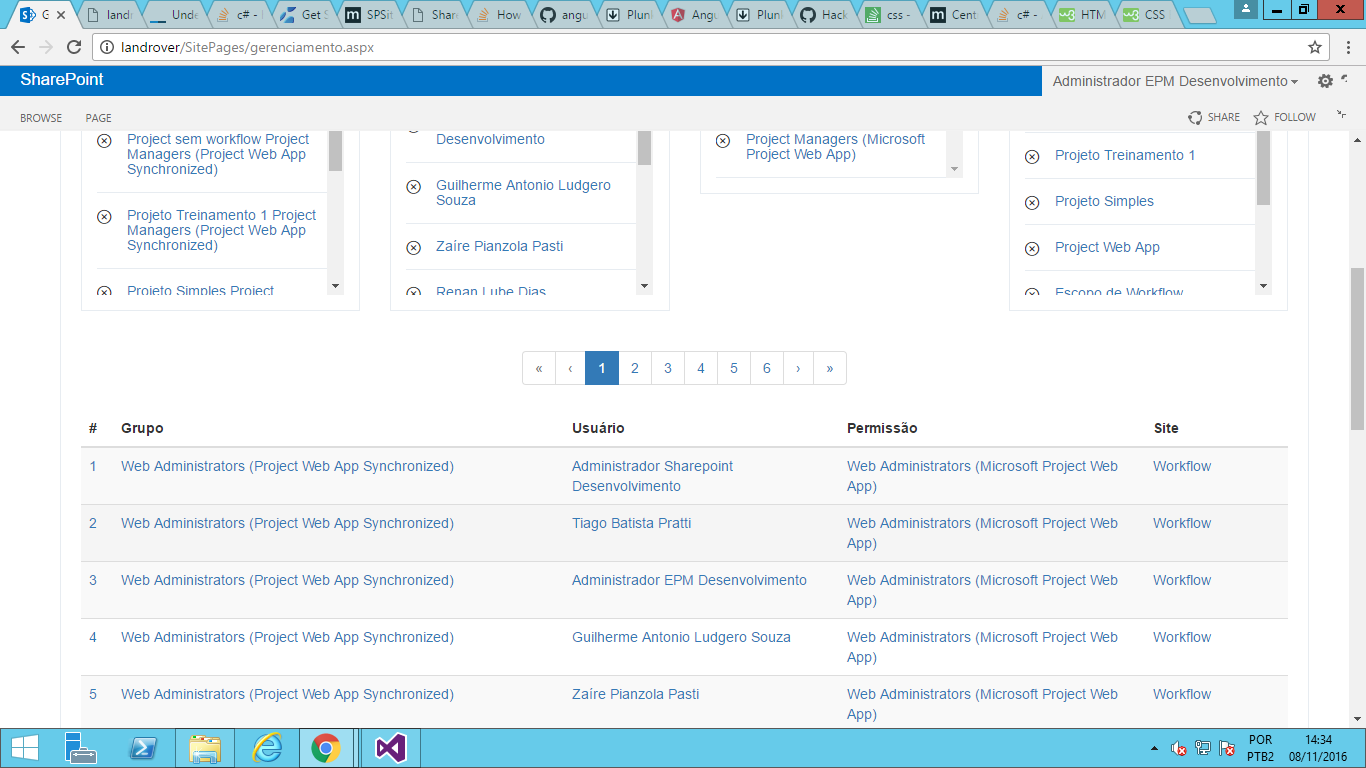 G
landr
Unde
c# - 
Get S
SPSit
Share
How
angu
Plunk
Angu
Plunk
Hack
css -
Cent
c# -
HTM
CSS
landrover/SitePages/gerenciamento.aspx
SharePoint
Administrador EPM Desenvolvimento
BROWSE
PAGE
SHARE
FOLLOW
Project sem workflow Project
Managers (Project Web App
Synchronized)
Projeto Treinamento 1 Project
Managers (Project Web App
Synchronized)
Projeto Simples Project
Desenvolvimento
Guilherme Antonio Ludgero
Souza
Zaíre Pianzola Pasti
Renan Lube Dias
Project Managers (Microsoft
Project Web App)
Projeto Treinamento 1
Projeto Simples
Project Web App
Escopo de Workflow
« ‹ 1 2 3 4 5 6 › »
# Grupo Usuário Permissão Site
1 Web Administrators (Project Web App Synchronized) Administrador Sharepoint Web Administrators (Microsoft Project Web Workflow
Desenvolvimento App)
2 Web Administrators (Project Web App Synchronized) Tiago Batista Pratti Web Administrators (Microsoft Project Web Workflow
App)
3 Web Administrators (Project Web App Synchronized) Administrador EPM Desenvolvimento Web Administrators (Microsoft Project Web Workflow
App)
4 Web Administrators (Project Web App Synchronized) Guilherme Antonio Ludgero Souza Web Administrators (Microsoft Project Web Workflow
App)
5 Web Administrators (Project Web App Synchronized) Zaíre Pianzola Pasti Web Administrators (Microsoft Project Web Workflow
App)
POR 14:34
PTB2 08/11/2016